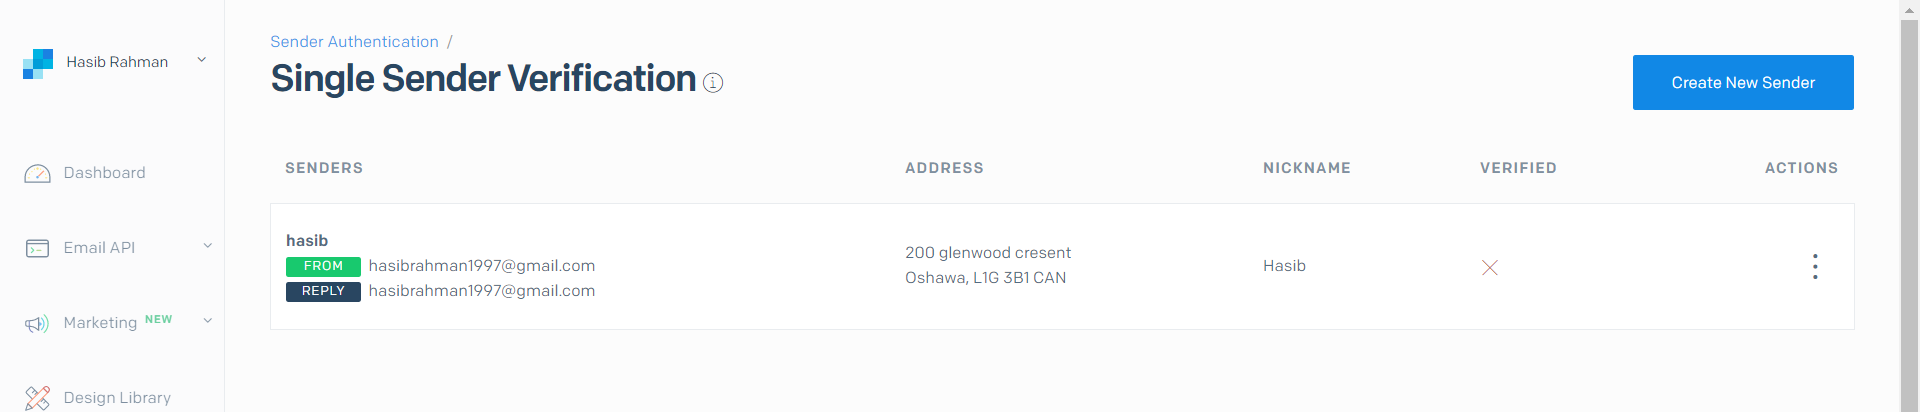 Hasib Rahman
Dashboard
Email API
Marketing NEW
Design Library
Sender Authentication /
Single Sender Verification
Create New Sender
SENDERS ADDRESS NICKNAME VERIFIED ACTIONS
hasib
FROM hasibrahman1997@gmail.com
REPLY hasibrahman1997@gmail.com
200 glenwood cresent
Oshawa, L1G 3B1 CAN
Hasib